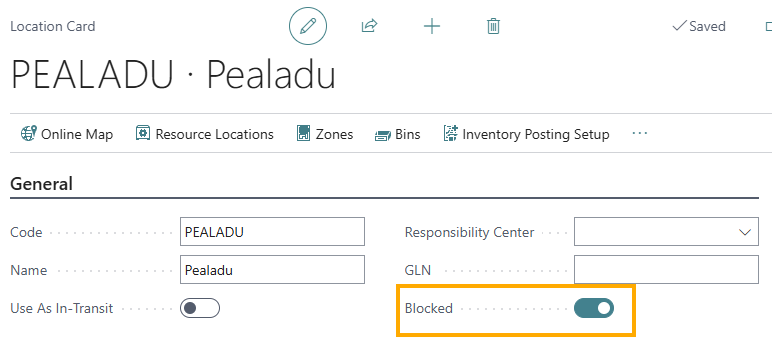 Location Card
Saved
PEALADU · Pealadu
Online Map Resource Locations Zones Bins Inventory Posting Setup ···
General
Code PEALADU Responsibility Center
Name Pealadu GLN
Use As In-Transit Blocked